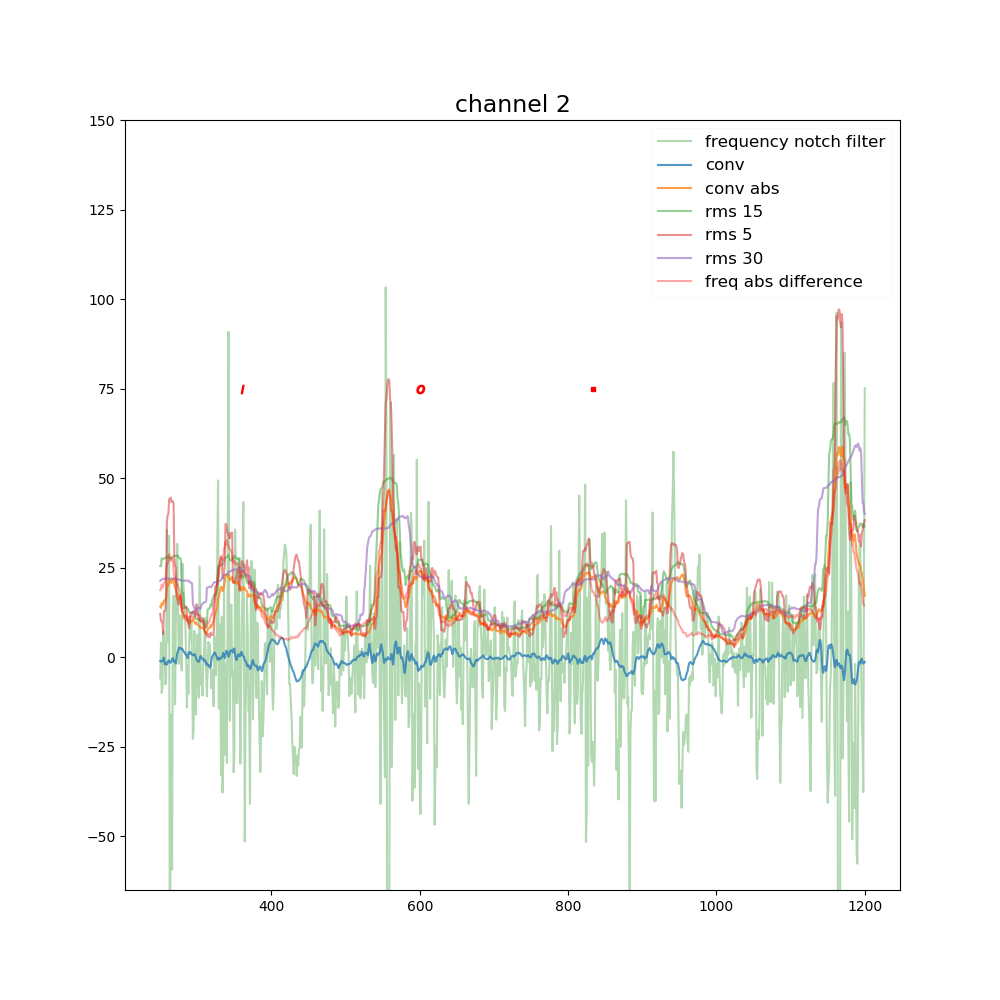 channel 2
150
125
100
75
50
25
0
−25
−50
frequency notch filter
conv
conv abs
rms 15
rms 5
rms 30
freq abs difference
I O .
400 600 800 1000 1200